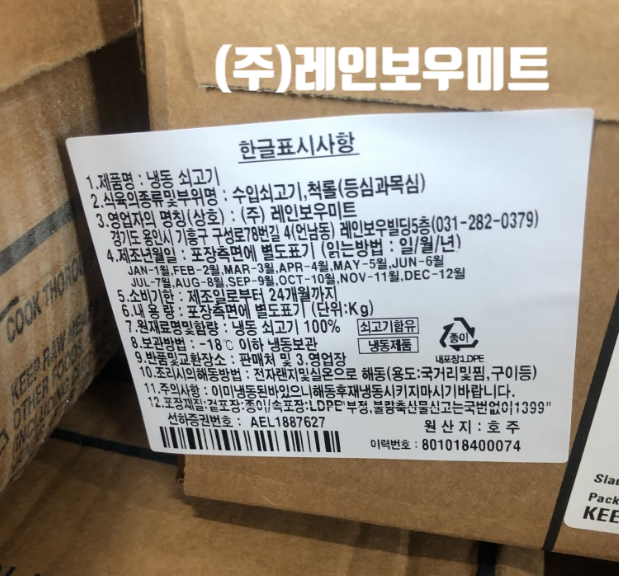 (주)레인보우미트
한글표시사항
1.제품명 : 냉동 쇠고기
2.식육의종류및부위명 : 수입쇠고기,척롤(등심과목심)
3.영업자의 명칭(상호) : (주) 레인보우미트
경기도 용인시 기흥구 구성로78번길 4(언남동) 레인보우빌딩5층(031-282-0379)
4.제조년월일 : 포장측면에 별도표기 (읽는방법 : 일/월/년)
JAN-1월,FEB-2월,MAR-3월,APR-4월,MAY-5월,JUN-6월
JUL-7월,AUG-8월,SEP-9월,OCT-10월,NOV-11월,DEC-12월
5.소비기한 : 제조일로부터 24개월까지
6.내 용 량 : 포장측면에 별도표기 (단위:Kg)
7.원재료명및함량 : 냉동 쇠고기 100% 쇠고기함유
8.보관방법 : -18℃ 이하 냉동보관 냉동제품
종이
9.반품및교환장소 : 판매처 및 3.영업장 내포장:LDPE
10.조리시의해동방법 : 전자렌지및실온으로 해동(용도:국거리및찜,구이등)
11.주의사항 : 이미냉동된바있으니해동후재냉동시키지마시기바랍니다.
12.포장재질:겉포장:종이/속포장:LDPE"부정,불량축산물신고는국번없이1399"
선하증권번호 : AEL1887627 원 산 지 : 호 주
이력번호 : 801018400074
COOK THORO
KEEP RAW
OTHER FOODS
Slau
Pack
KEE